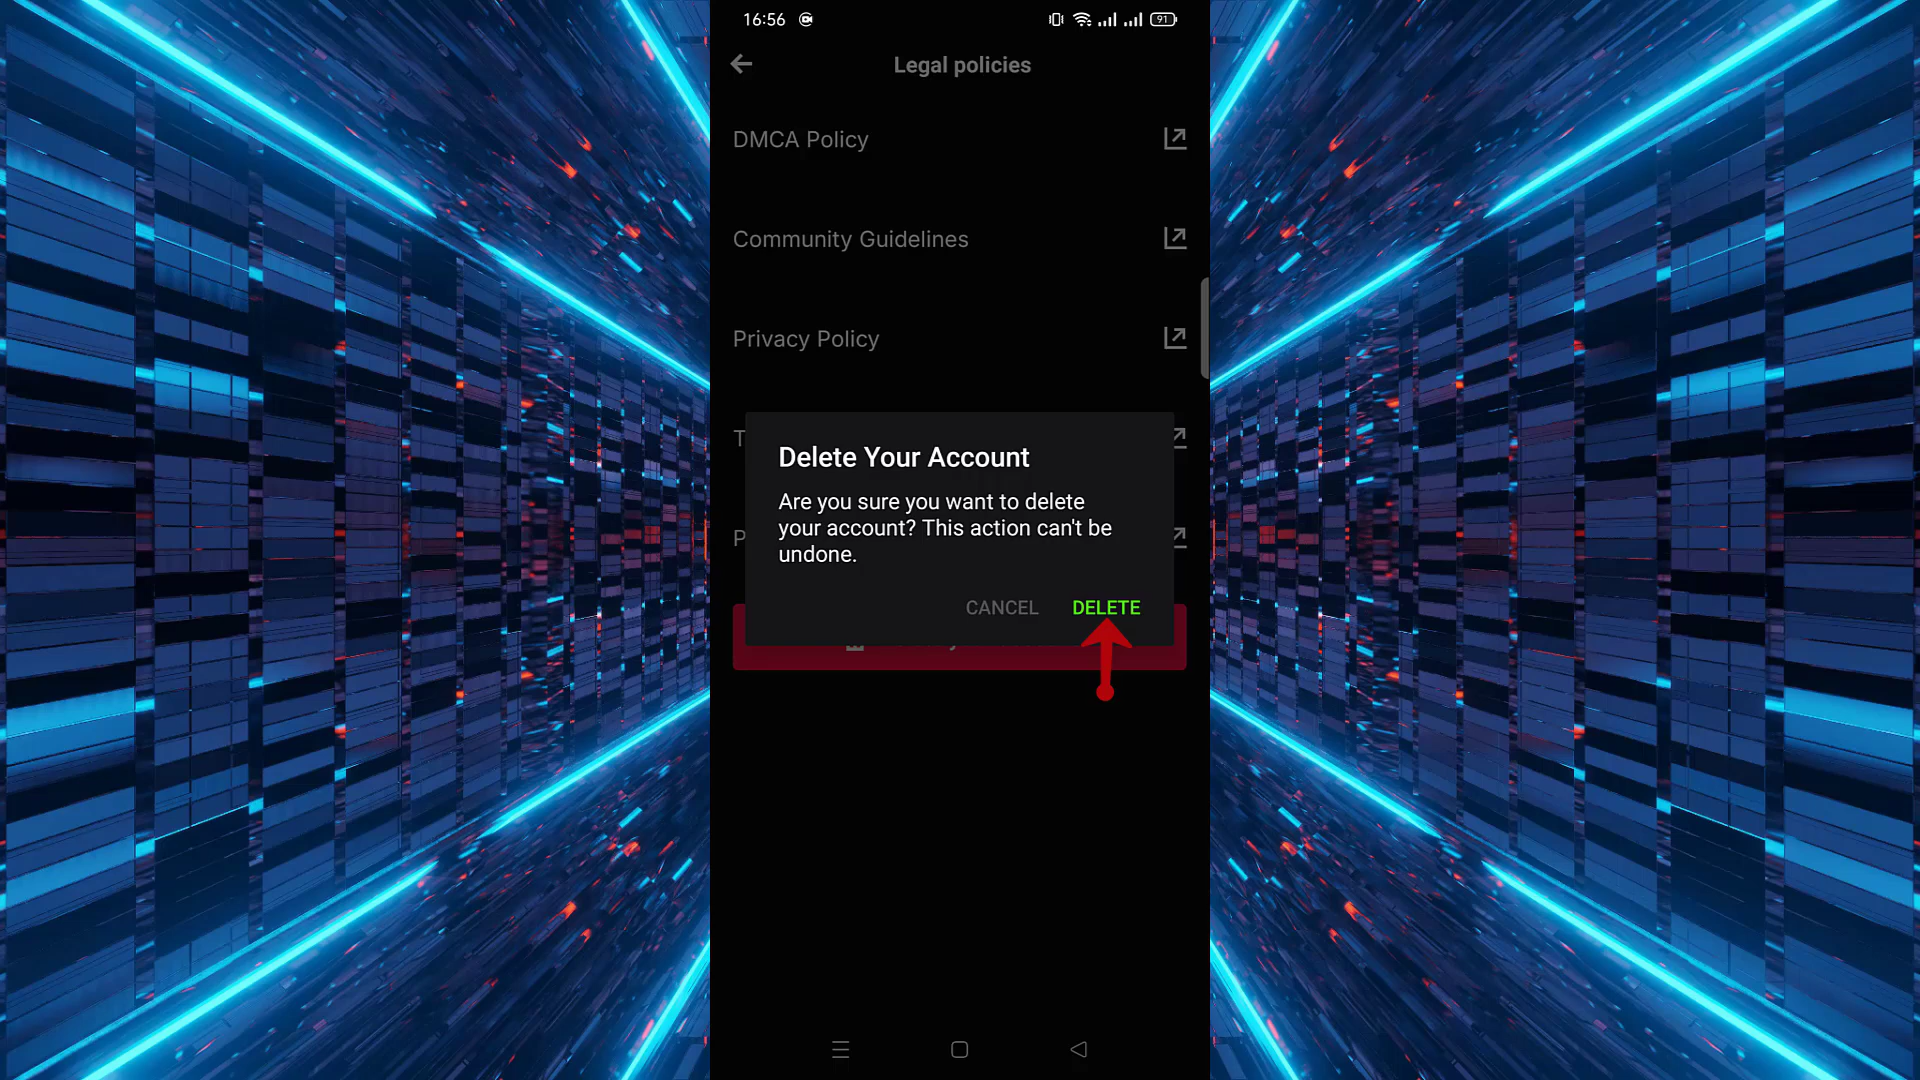 16:56
91
Legal policies
DMCA Policy
Community Guidelines
Privacy Policy
T
Delete Your Account
Are you sure you want to delete
your account? This action can't be
undone.
P
CANCEL DELETE